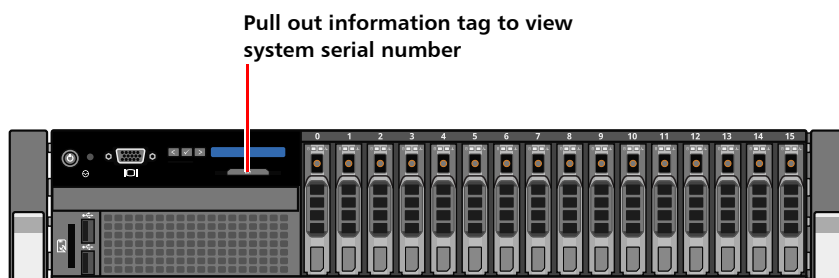 Pull out information tag to view
system serial number
0 1 2 3 4 5 6 7 8 9 10 11 12 13 14 15